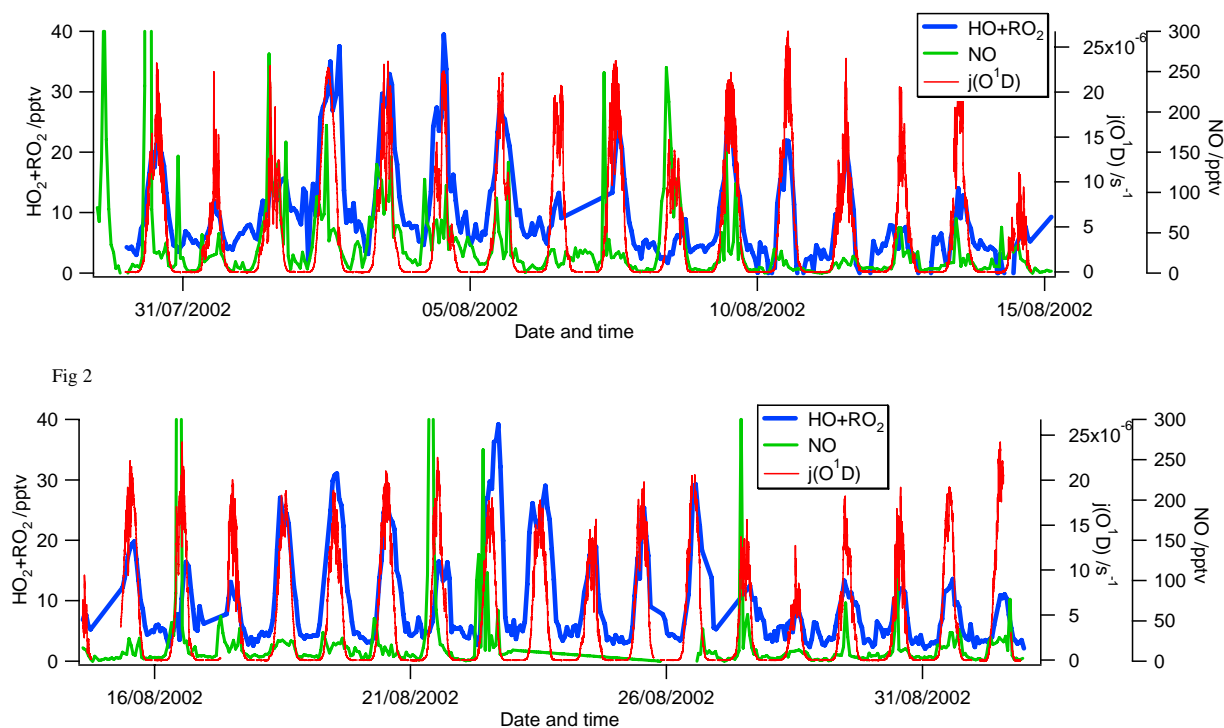 40
30
20
10
0
HO2+RO2 /pptv
HO+RO2
NO
j(O1D)
25x10-6
20
15
10
5
0
j(O1D) /s-1
300
250
200
150
100
50
0
NO /pptv
31/07/2002 05/08/2002 10/08/2002 15/08/2002
Date and time
Fig 2
40
30
20
10
0
HO2+RO2 /pptv
HO+RO2
NO
j(O1D)
25x10-6
20
15
10
5
0
j(O1D) /s-1
300
250
200
150
100
50
0
NO /pptv
16/08/2002 21/08/2002 26/08/2002 31/08/2002
Date and time